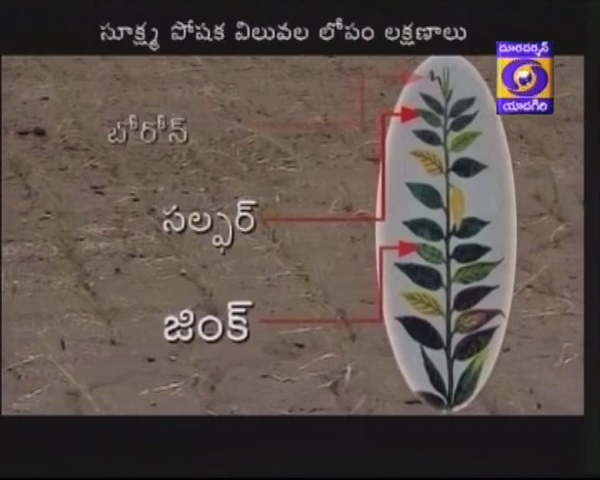 సూక్ష్మ పోషక విలువల లోపం లక్షణాలు
దూరదర్శన్
యాదగిరి
బోరోన్
సల్ఫర్
జింక్